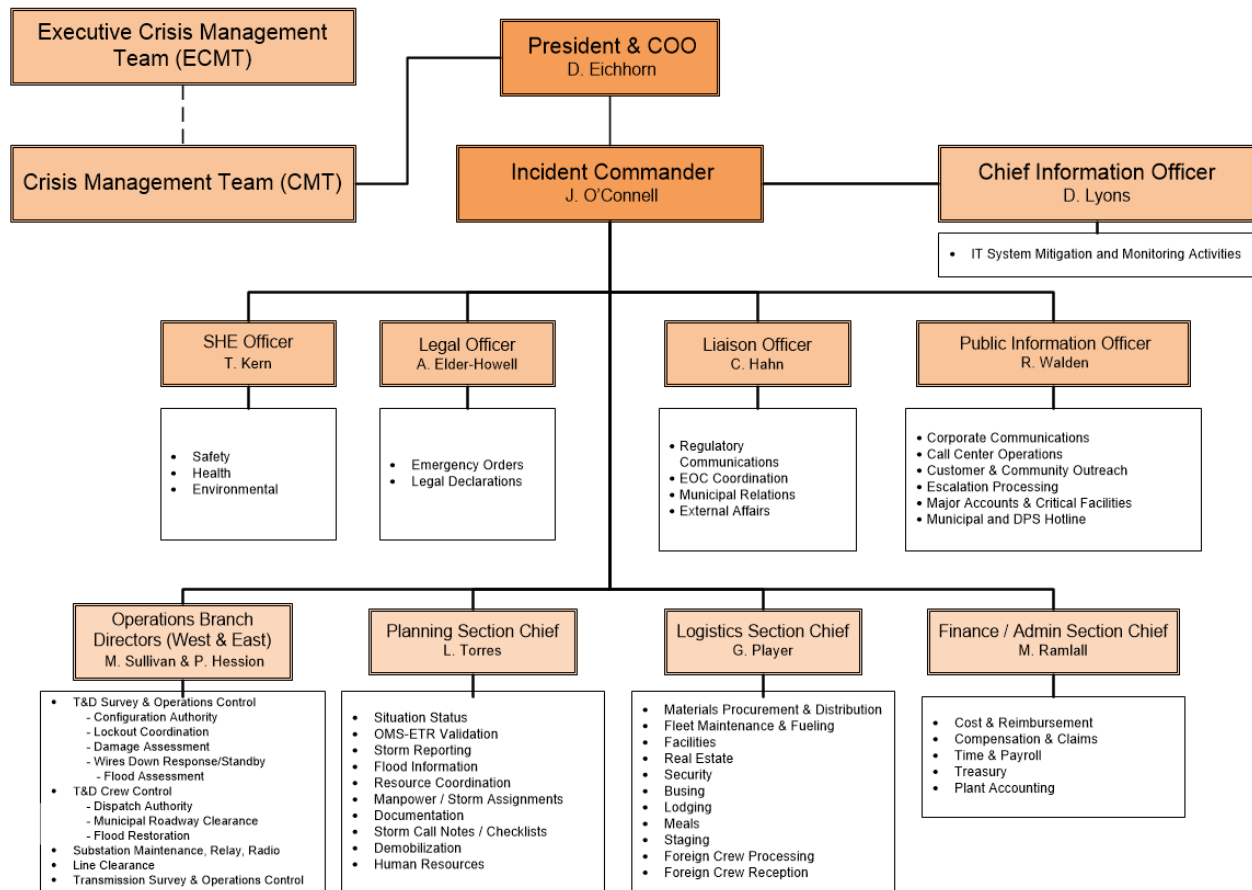 Executive Crisis Management
Team (ECMT)
President & COO
D. Eichhorn
Crisis Management Team (CMT)
Incident Commander
J. O'Connell
Chief Information Officer
D. Lyons
• IT System Mitigation and Monitoring Activities
SHE Officer
T. Kern
Legal Officer
A. Elder-Howell
Liaison Officer
C. Hahn
Public Information Officer
R. Walden
• Safety
• Health
• Environmental
• Emergency Orders
• Legal Declarations
• Regulatory
Communications
• EOC Coordination
• Municipal Relations
• External Affairs
• Corporate Communications
• Call Center Operations
• Customer & Community Outreach
• Escalation Processing
• Major Accounts & Critical Facilities
• Municipal and DPS Hotline
Operations Branch
Directors (West & East)
M. Sullivan & P. Hession
Planning Section Chief
L. Torres
Logistics Section Chief
G. Player
Finance / Admin Section Chief
M. Ramlall
• T&D Survey & Operations Control
- Configuration Authority
- Lockout Coordination
- Damage Assessment
- Wires Down Response/Standby
- Flood Assessment
• T&D Crew Control
- Dispatch Authority
- Municipal Roadway Clearance
- Flood Restoration
• Substation Maintenance, Relay, Radio
• Line Clearance
• Transmission Survey & Operations Control
• Situation Status
• OMS-ETR Validation
• Storm Reporting
• Flood Information
• Resource Coordination
• Manpower / Storm Assignments
• Documentation
• Storm Call Notes / Checklists
• Demobilization
• Human Resources
• Materials Procurement & Distribution
• Fleet Maintenance & Fueling
• Facilities
• Real Estate
• Security
• Busing
• Lodging
• Meals
• Staging
• Foreign Crew Processing
• Foreign Crew Reception
• Cost & Reimbursement
• Compensation & Claims
• Time & Payroll
• Treasury
• Plant Accounting